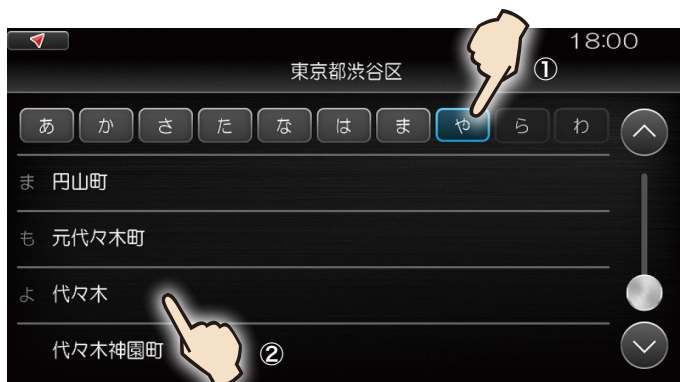 18:00
東京都渋谷区
①
あ か さ た な は ま や ら わ
ま 円山町
も 元代々木町
よ 代々木
代々木神園町
②